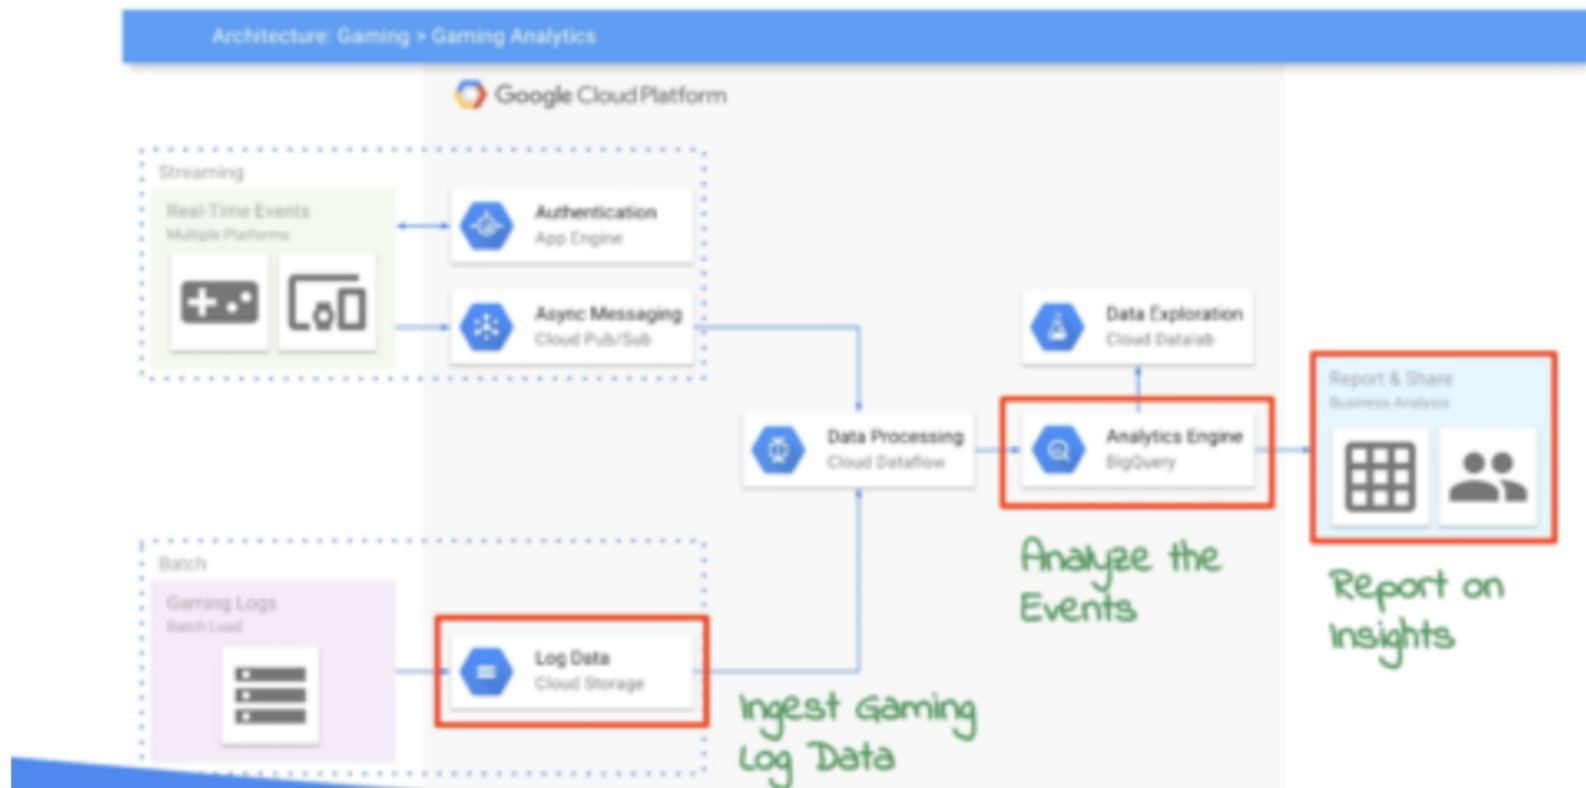 Architecture: Gaming > Gaming Analytics
Google Cloud Platform
Streaming
Real-Time Events
Multiple Platforms
Authentication
App Engine
Async Messaging
Cloud Pub/Sub
Data Exploration
Cloud Datalab
Report & Share
Business Analysis
Data Processing
Cloud Dataflow
Analytics Engine
BigQuery
Analyze the
Events
Report on
Insights
Batch
Gaming Logs
Batch Load
Log Data
Cloud Storage
Ingest Gaming
Log Data